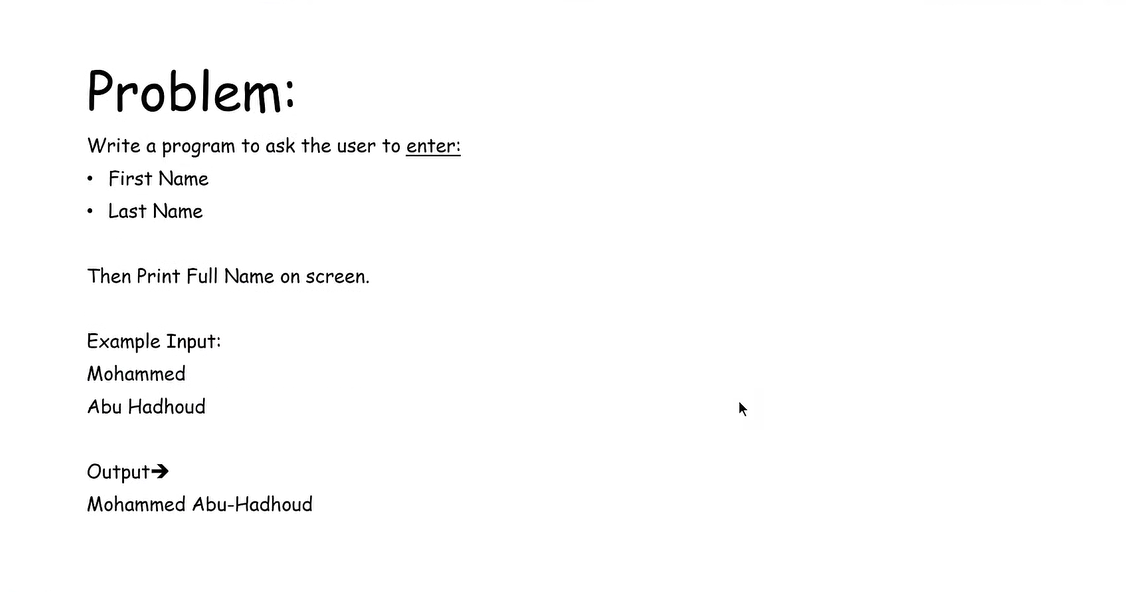 Problem:
Write a program to ask the user to enter:
• First Name
• Last Name
Then Print Full Name on screen.
Example Input:
Mohammed
Abu Hadhoud
Output➔
Mohammed Abu-Hadhoud